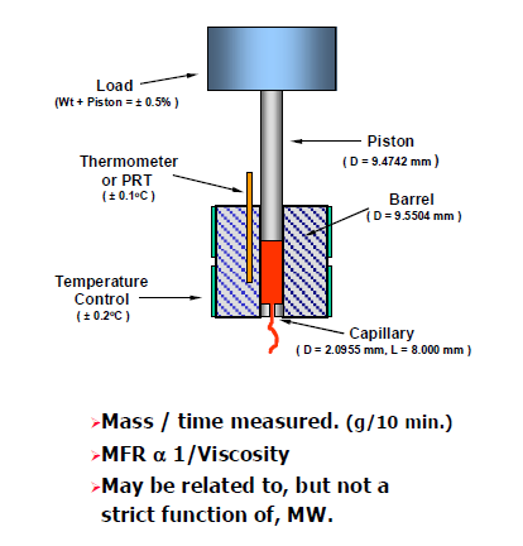 Load
(Wt + Piston = ± 0.5% )
Piston
( D = 9.4742 mm )
Thermometer
or PRT
( ± 0.1ºC )
Barrel
( D = 9.5504 mm )
Temperature
Control
( ± 0.2ºC )
Capillary
( D = 2.0955 mm, L = 8.000 mm )
➢Mass / time measured. (g/10 min.)
➢MFR α 1/Viscosity
➢May be related to, but not a
strict function of, MW.